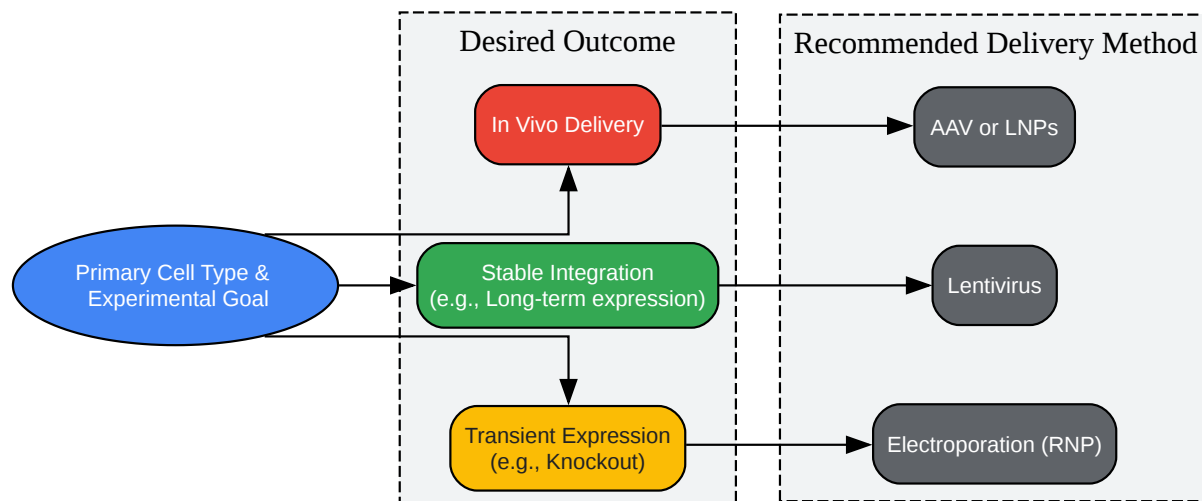 Desired Outcome
Recommended Delivery Method
In Vivo Delivery
AAV or LNPs
Primary Cell Type &
Experimental Goal
Stable Integration
(e.g., Long-term expression)
Lentivirus
Transient Expression
(e.g., Knockout)
Electroporation (RNP)